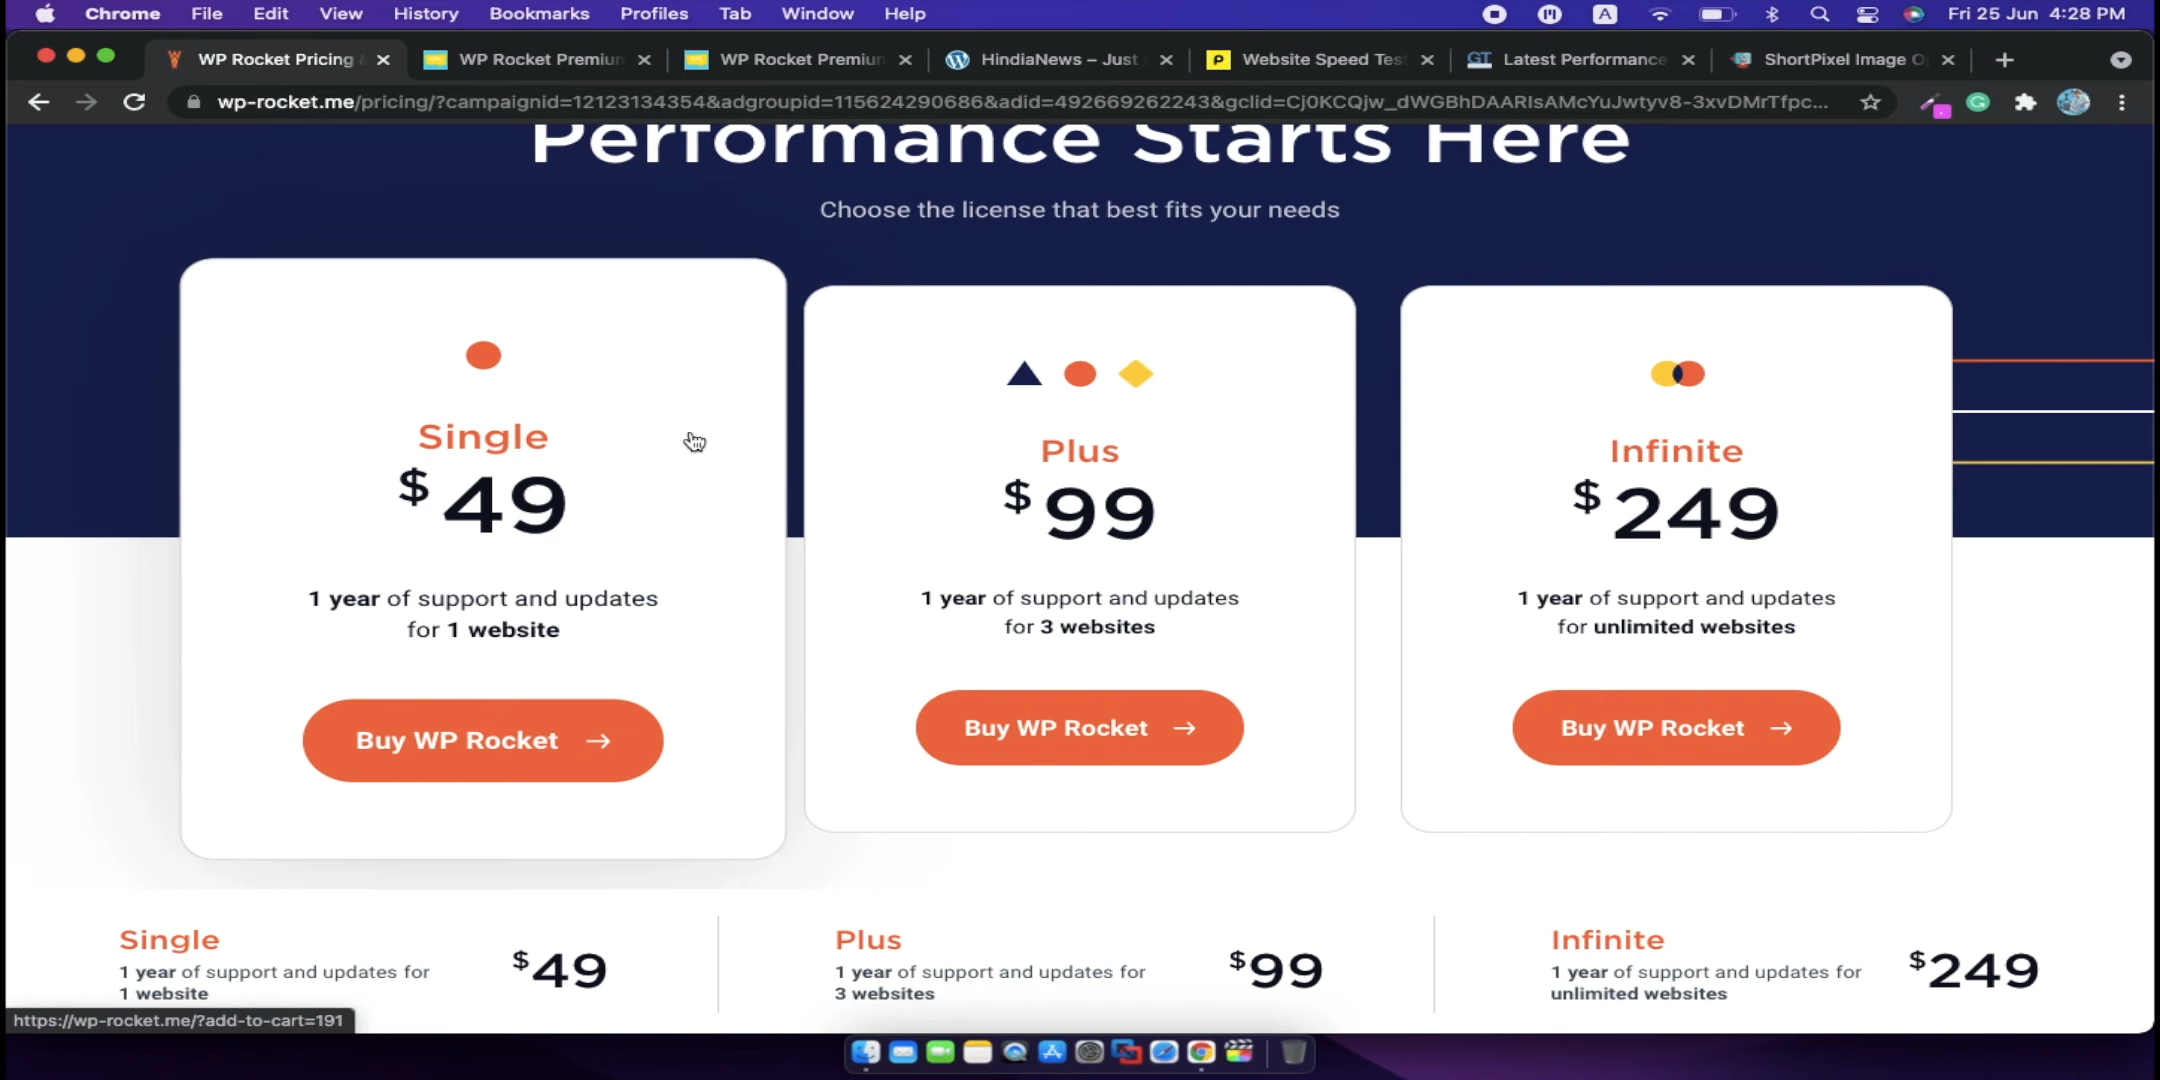 Chrome File Edit View History Bookmarks Profiles Tab Window Help A Fri 25 Jun 4:28 PM
WP Rocket Pricing WP Rocket Premium WP Rocket Premium HindiaNews – Just Website Speed Tes GT Latest Performance ShortPixel Image O
wp-rocket.me/pricing/?campaignid=12123134354&adgroupid=115624290686&adid=492669262243&gclid=Cj0KCQjw_dWGBhDAARIsAMcYuJwtyv8-3xvDMrTfpc...
Performance Starts Here
Choose the license that best fits your needs
Single
$49
1 year of support and updates
for 1 website
Buy WP Rocket →
Plus
$99
1 year of support and updates
for 3 websites
Buy WP Rocket →
Infinite
$249
1 year of support and updates
for unlimited websites
Buy WP Rocket →
Single
1 year of support and updates for
1 website
$49
Plus
1 year of support and updates for
3 websites
$99
Infinite
1 year of support and updates for
unlimited websites
$249
https://wp-rocket.me/?add-to-cart=191